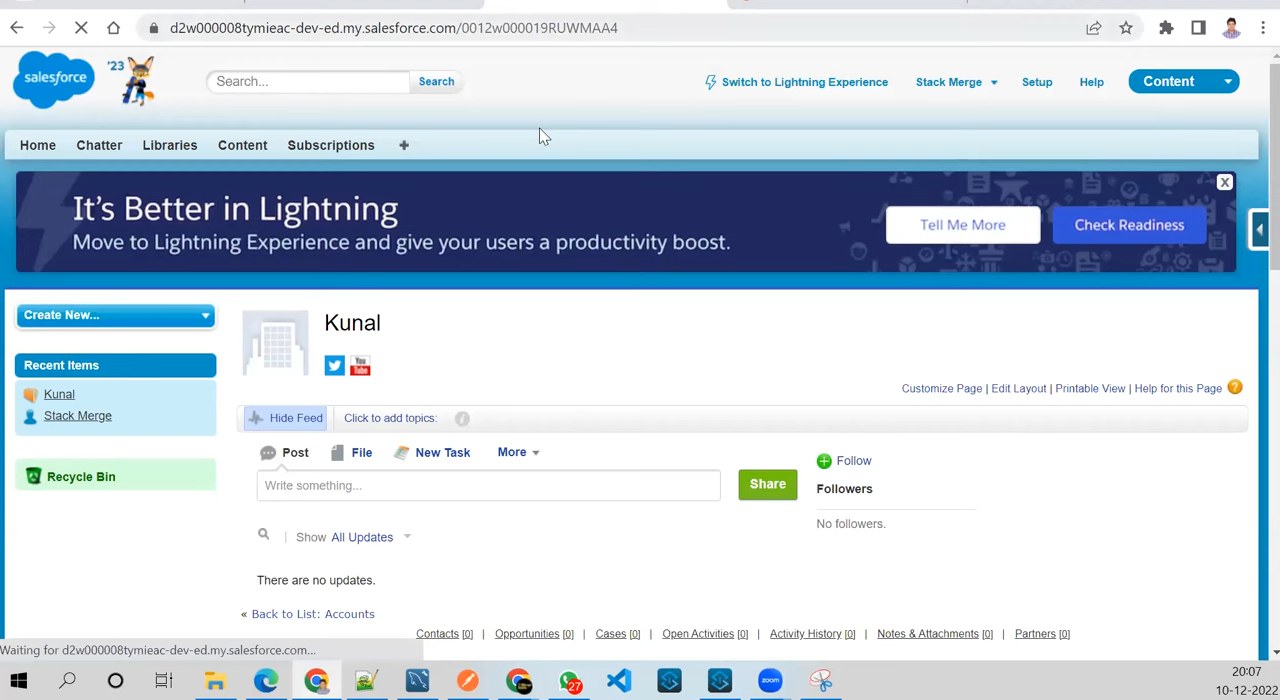 d2w000008tymieac-dev-ed.my.salesforce.com/0012w000019RUWMAA4
salesforce
'23
Search...
Search
Switch to Lightning Experience
Stack Merge
Setup
Help
Content
Home
Chatter
Libraries
Content
Subscriptions
+
It's Better in Lightning
Move to Lightning Experience and give your users a productivity boost.
Tell Me More
Check Readiness
X
Create New...
Recent Items
Kunal
Stack Merge
Recycle Bin
Kunal
You Tube
Customize Page | Edit Layout | Printable View | Help for this Page ?
Hide Feed
Click to add topics:
Post
File
New Task
More
Write something...
Share
Follow
Followers
No followers.
Show All Updates
There are no updates.
« Back to List: Accounts
Contacts [0] | Opportunities [0] | Cases [0] | Open Activities [0] | Activity History [0] | Notes & Attachments [0] | Partners [0]
Waiting for d2w000008tymieac-dev-ed.my.salesforce.com...
27
zoom
20:07
10-12-2022